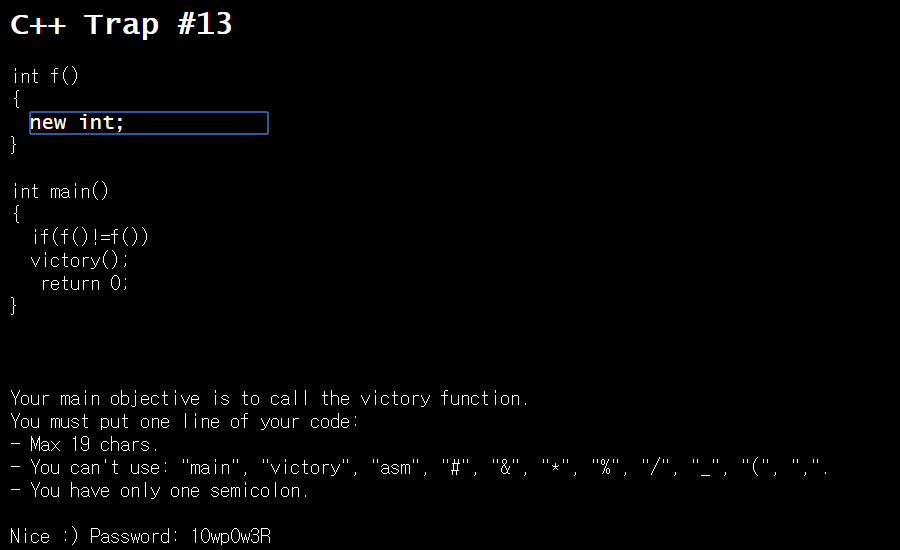 C++ Trap #13
int f()
{
new int;
}
int main()
{
if(f()!=f())
victory();
return 0;
}
Your main objective is to call the victory function.
You must put one line of your code:
- Max 19 chars.
- You can't use: "main", "victory", "asm", "#", "&", "*", "%", "/", "_", "(", ",".
- You have only one semicolon.
Nice :) Password: 10wp0w3R